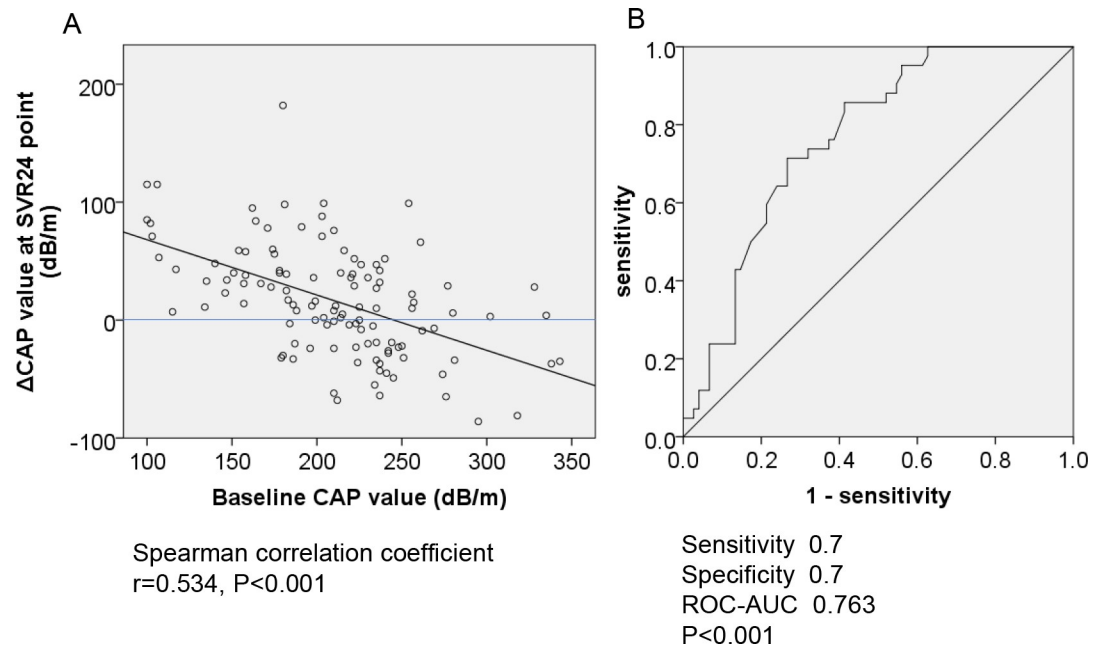 A
ΔCAP value at SVR24 point
(dB/m)
200
100
0
-100
100 150 200 250 300 350
Baseline CAP value (dB/m)
Spearman correlation coefficient
r=0.534, P<0.001
B
sensitivity
1.0
0.8
0.6
0.4
0.2
0.0
0.0 0.2 0.4 0.6 0.8 1.0
1 - sensitivity
Sensitivity 0.7
Specificity 0.7
ROC-AUC 0.763
P<0.001